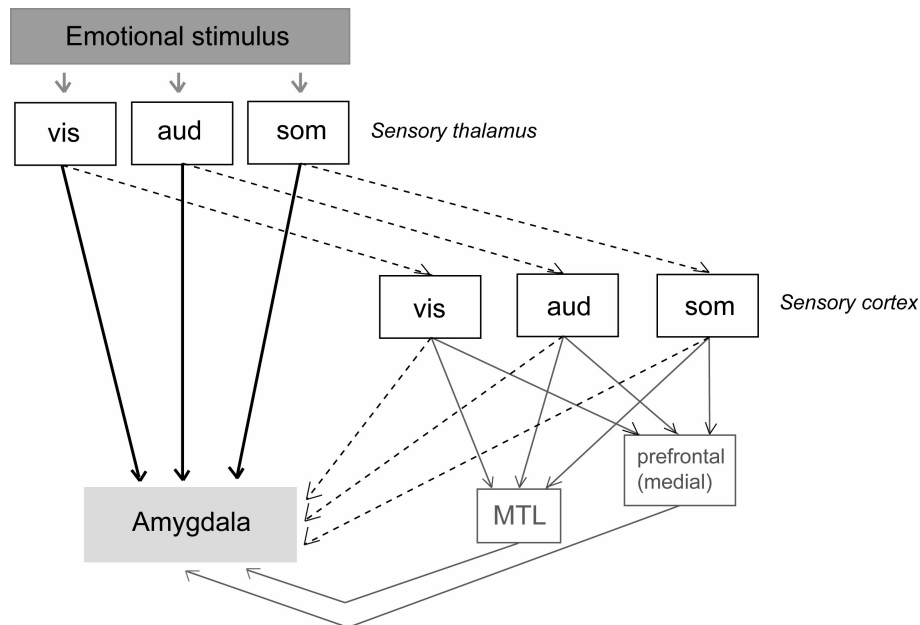 Emotional stimulus
vis
aud
som
Sensory thalamus
vis
aud
som
Sensory cortex
prefrontal
(medial)
MTL
Amygdala